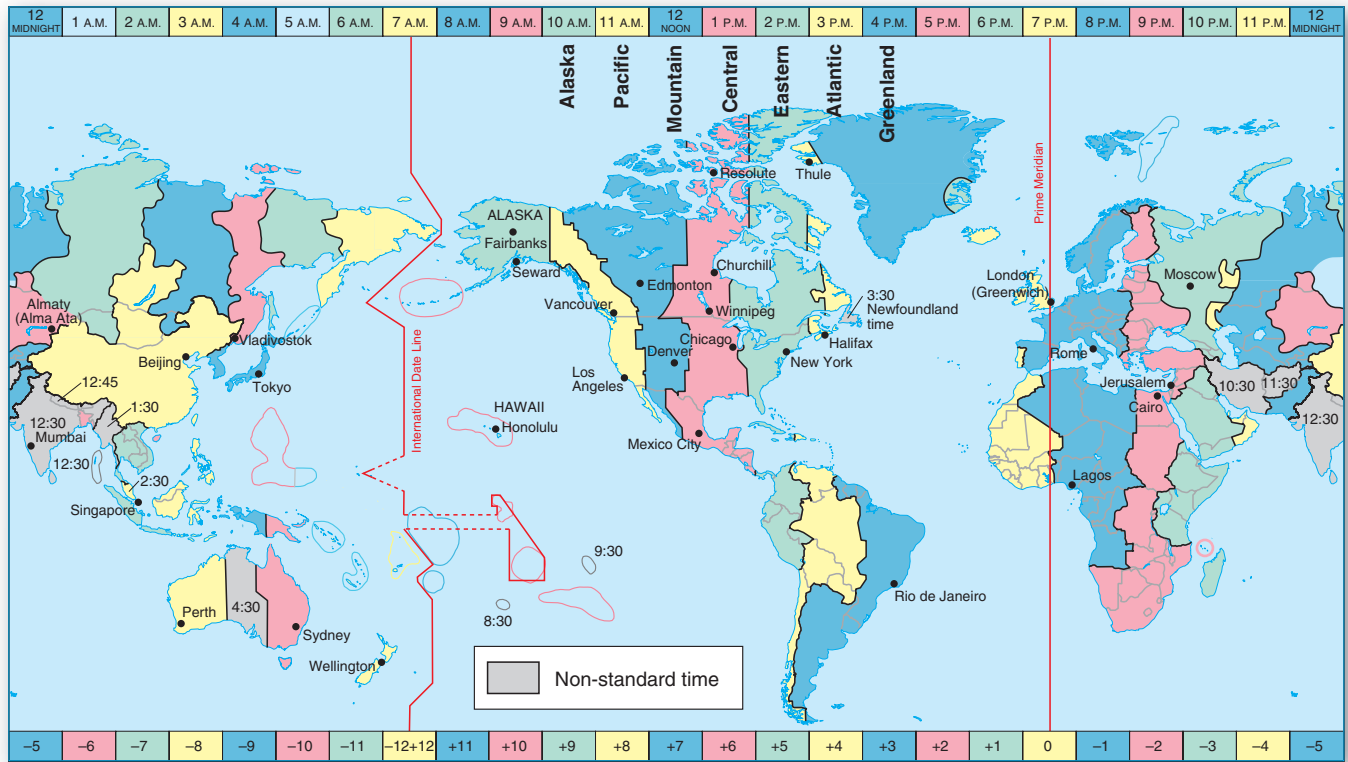 12 MIDNIGHT 1 A.M. 2 A.M. 3 A.M. 4 A.M. 5 A.M. 6 A.M. 7 A.M. 8 A.M. 9 A.M. 10 A.M. 11 A.M. 12 NOON 1 P.M. 2 P.M. 3 P.M. 4 P.M. 5 P.M. 6 P.M. 7 P.M. 8 P.M. 9 P.M. 10 P.M. 11 P.M. 12 MIDNIGHT
Alaska
Pacific
Mountain
Central
Eastern
Atlantic
Greenland
Prime Meridian
International Date Line
Resolute
Thule
ALASKA
Fairbanks
Seward
Churchill
Edmonton
Vancouver
Winnipeg
3:30
Newfoundland
time
Halifax
Chicago
Denver
New York
Los
Angeles
HAWAII
Honolulu
Mexico City
London
(Greenwich)
Moscow
Rome
Jerusalem
Cairo
10:30
11:30
12:30
Lagos
Almaty
(Alma Ata)
Vladivostok
Beijing
Tokyo
12:45
1:30
12:30
Mumbai
12:30
2:30
Singapore
9:30
8:30
Rio de Janeiro
Perth
4:30
Sydney
Wellington
Non-standard time
–5 –6 –7 –8 –9 –10 –11 –12+12 +11 +10 +9 +8 +7 +6 +5 +4 +3 +2 +1 0 –1 –2 –3 –4 –5